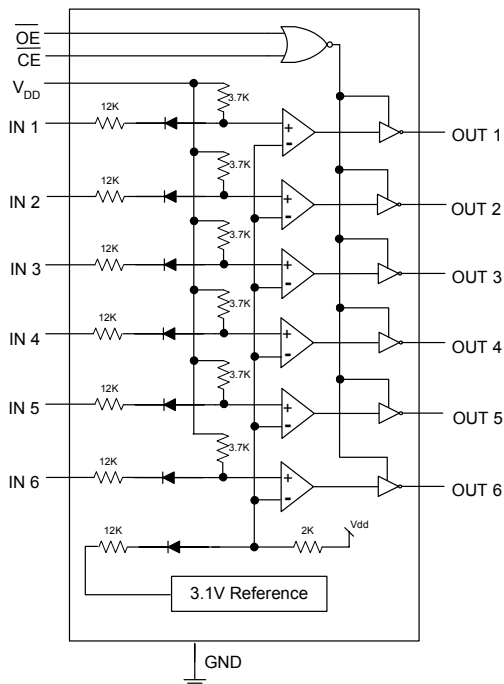 OE
CE
VDD
3.7K
12K
IN 1
OUT 1
+
-
3.7K
12K
IN 2
OUT 2
+
-
3.7K
12K
IN 3
OUT 3
+
-
3.7K
12K
IN 4
OUT 4
+
-
3.7K
12K
IN 5
OUT 5
+
-
3.7K
12K
IN 6
OUT 6
+
-
12K
2K
Vdd
3.1V Reference
GND